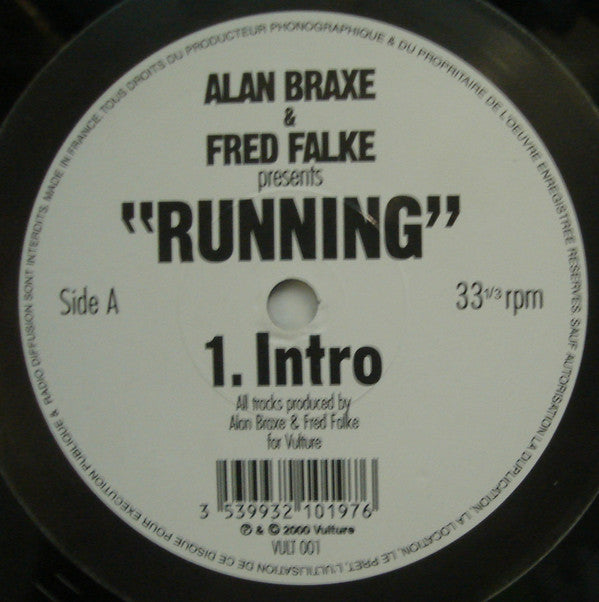 MADE IN FRANCE. TOUS DROITS DU PRODUCTEUR PHONOGRAPHIQUE & DU PROPRITAIRE DE L'OEUVRE ENREGISTREE RESERVES. SAUF AUTORISATION, LA DUPLICATION, LA LOCATION, LE PRET, L'UTILISATION DE CE DISQUE POUR EXECUTION PUBLIQUE & RADIO DIFFUSION SONT INTERDITS.
ALAN BRAXE
&
FRED FALKE
presents
"RUNNING"
Side A
33 1/3 rpm
1. Intro
All tracks produced by
Alan Braxe & Fred Falke
for Vulture
3 539932 101976
℗ & © 2000 Vulture
VULT 001